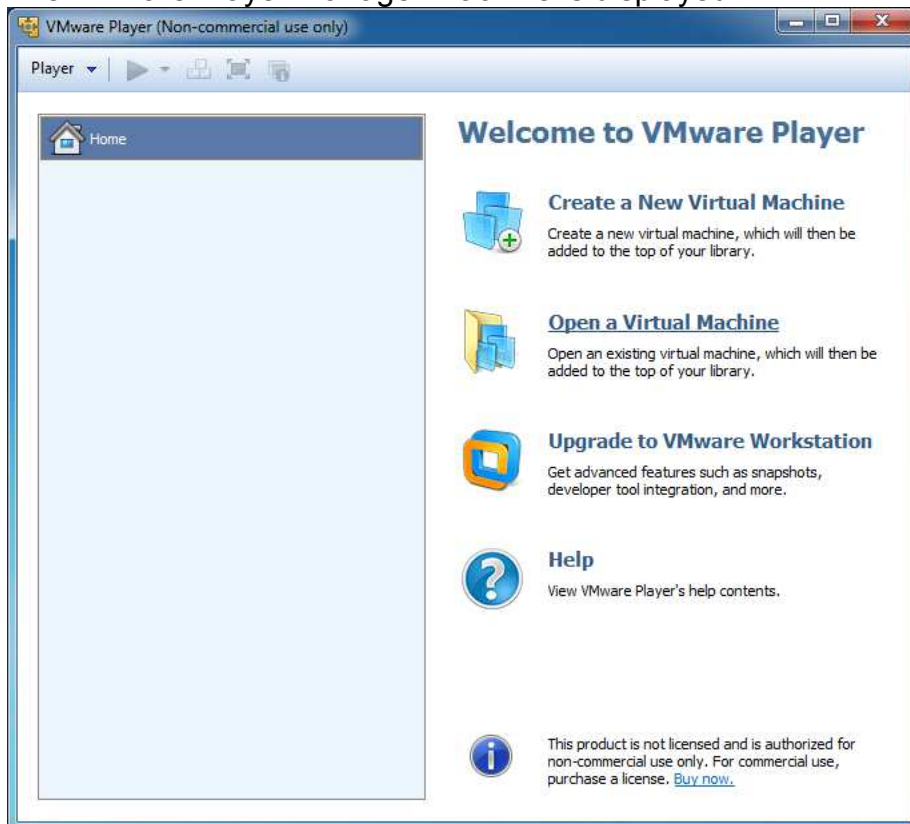 VMware Player (Non-commercial use only)
Player
Home
Welcome to VMware Player
Create a New Virtual Machine
Create a new virtual machine, which will then be
added to the top of your library.
Open a Virtual Machine
Open an existing virtual machine, which will then be
added to the top of your library.
Upgrade to VMware Workstation
Get advanced features such as snapshots,
developer tool integration, and more.
Help
View VMware Player's help contents.
This product is not licensed and is authorized for
non-commercial use only. For commercial use,
purchase a license. Buy now.